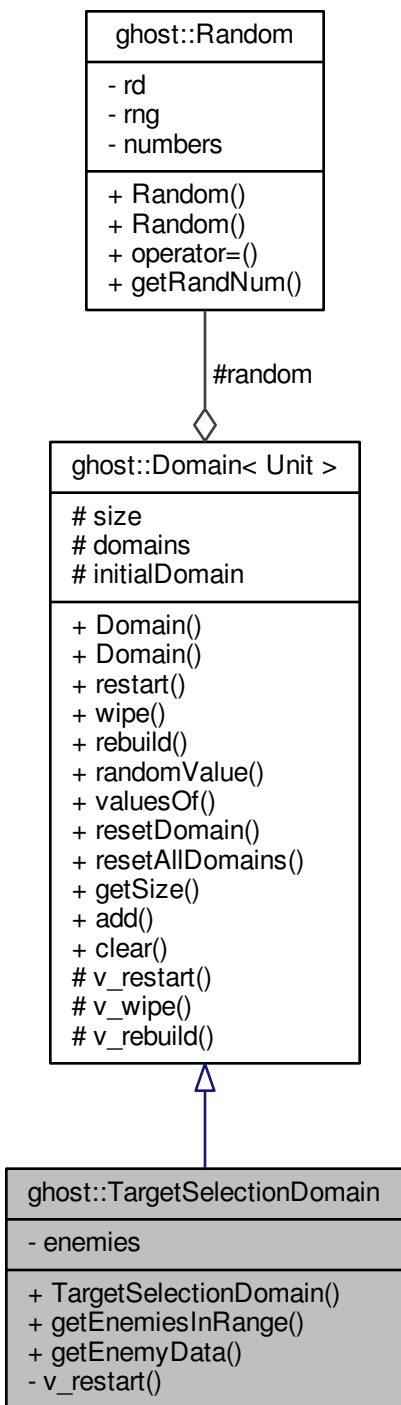 ghost::Random
- rd
- rng
- numbers
+ Random()
+ Random()
+ operator=()
+ getRandNum()
#random
ghost::Domain< Unit >
# size
# domains
# initialDomain
+ Domain()
+ Domain()
+ restart()
+ wipe()
+ rebuild()
+ randomValue()
+ valuesOf()
+ resetDomain()
+ resetAllDomains()
+ getSize()
+ add()
+ clear()
# v_restart()
# v_wipe()
# v_rebuild()
ghost::TargetSelectionDomain
- enemies
+ TargetSelectionDomain()
+ getEnemiesInRange()
+ getEnemyData()
- v_restart()